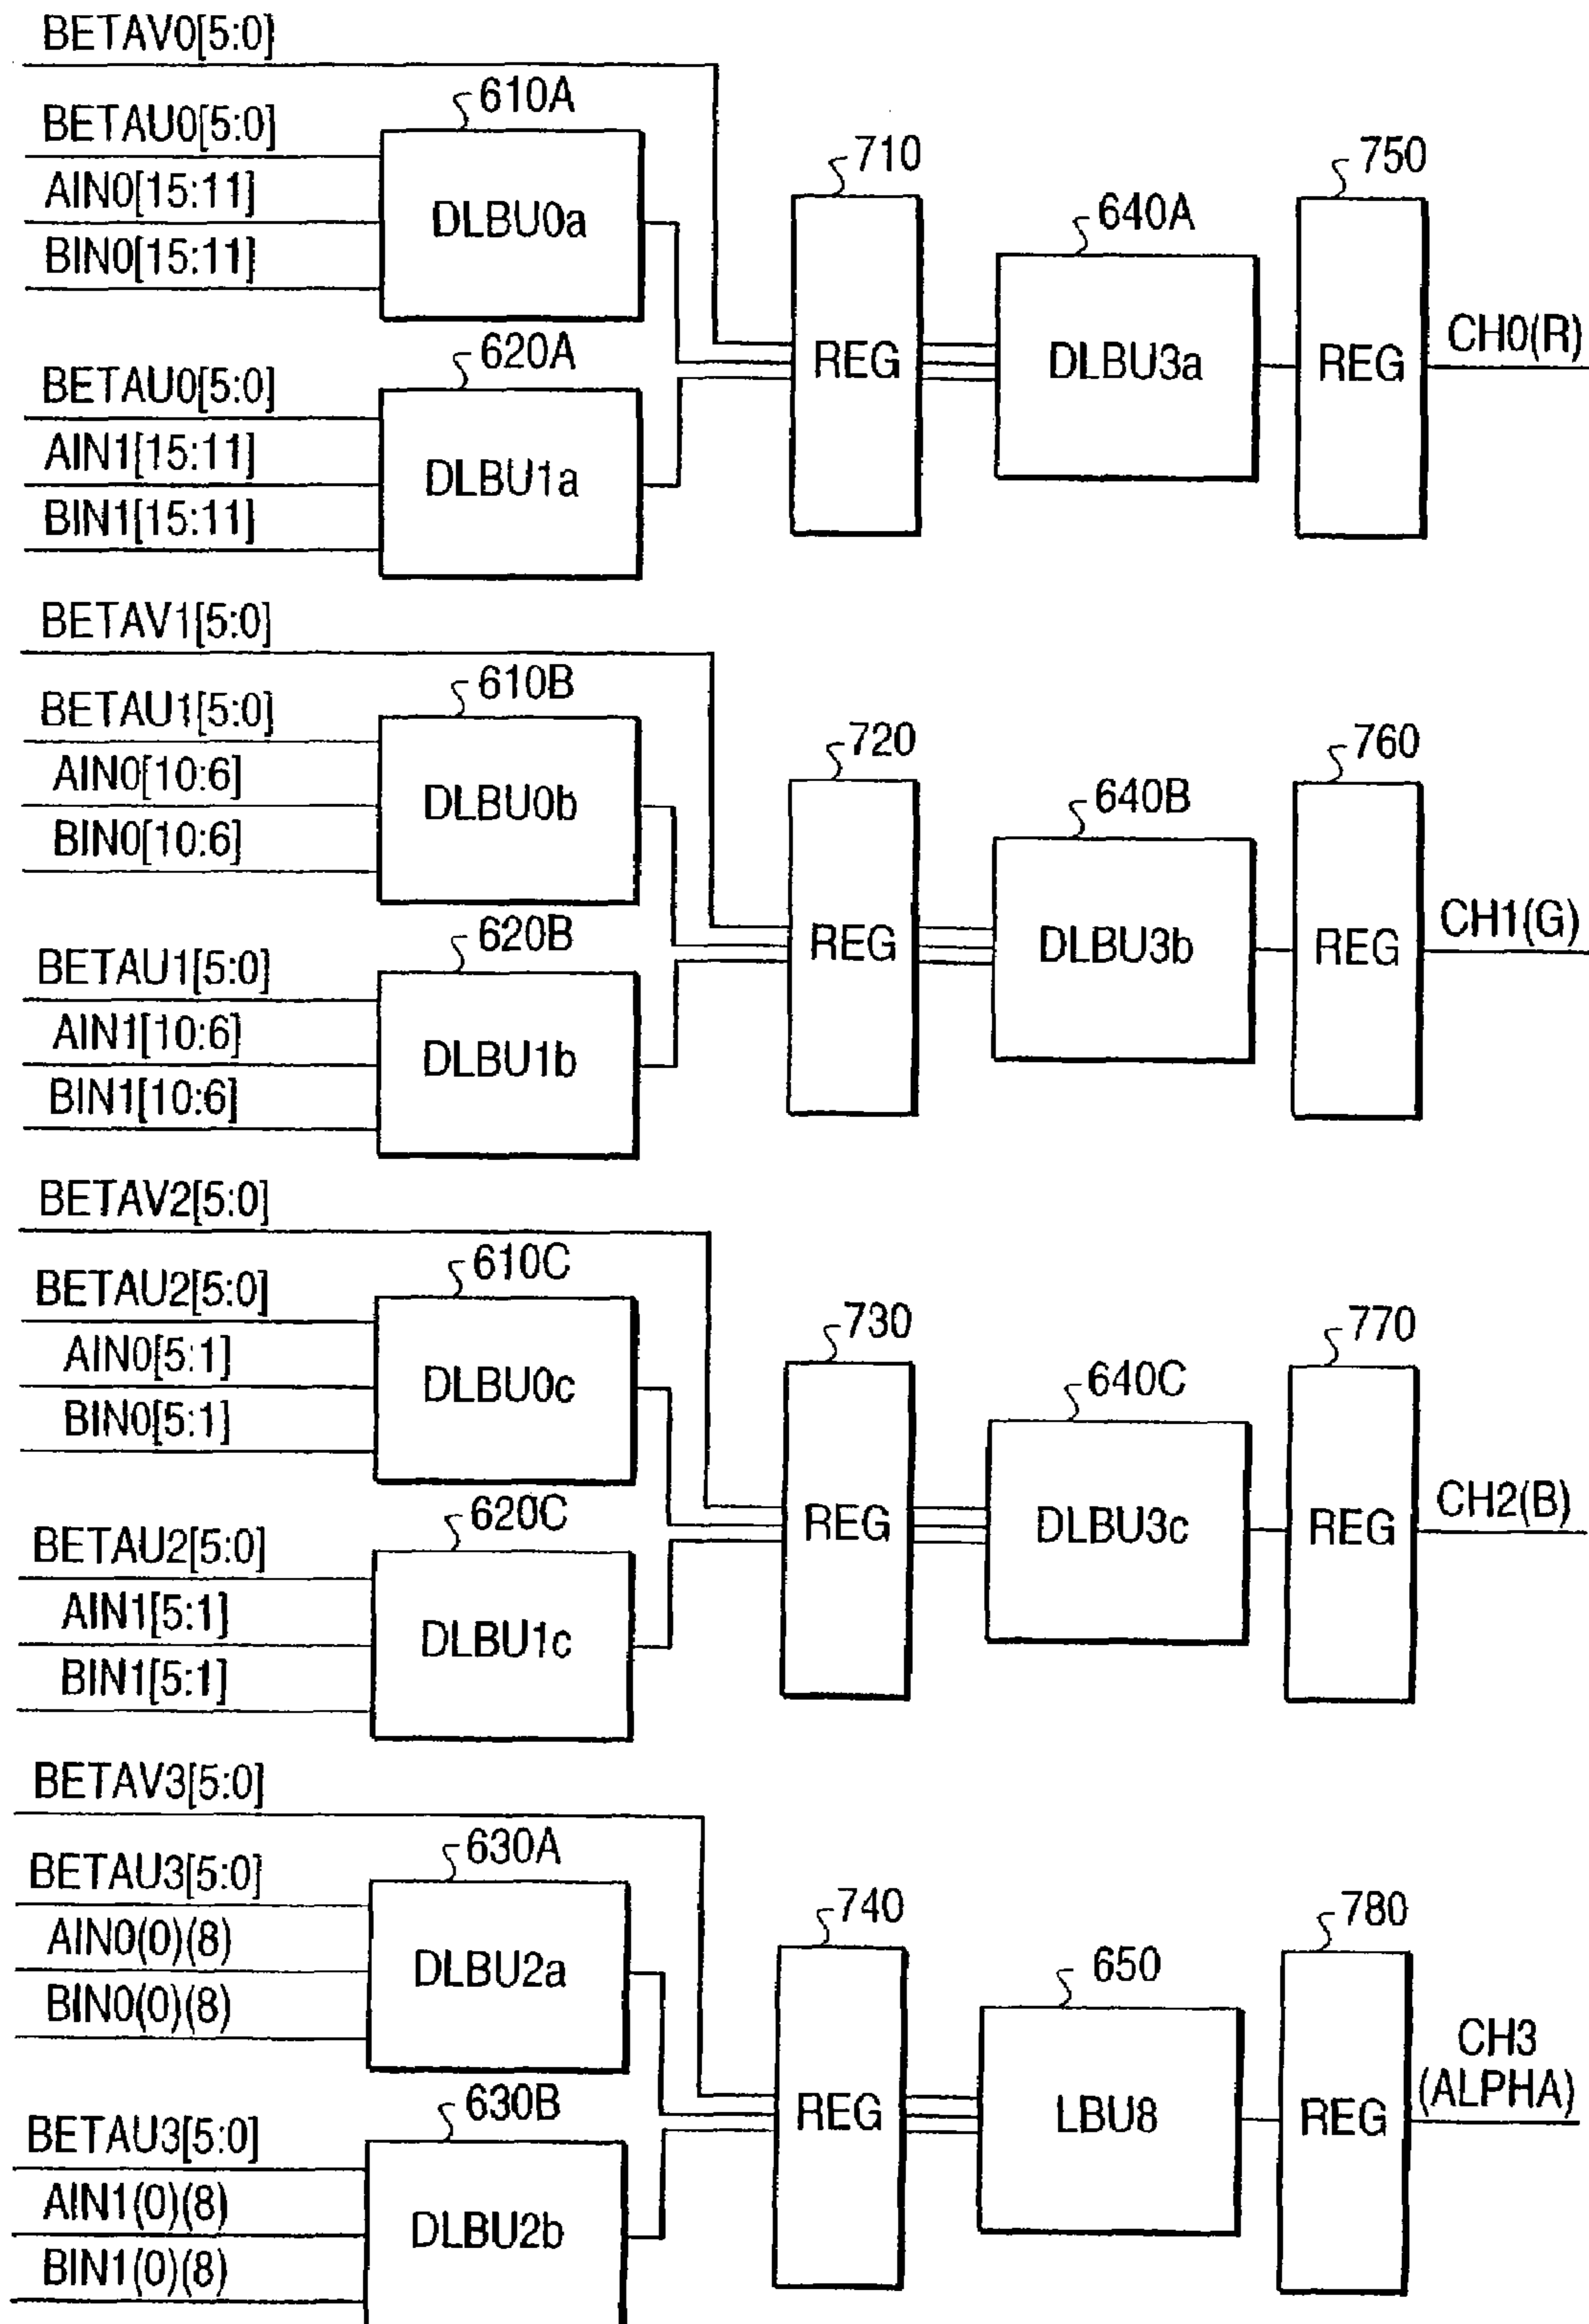 BETAV0[5:0]
610A
BETAU0[5:0]
AIN0[15:11]
BIN0[15:11]
DLBU0a
710
750
640A
620A
REG
DLBU3a
REG
CH0(R)
BETAU0[5:0]
AIN1[15:11]
BIN1[15:11]
DLBU1a
BETAV1[5:0]
610B
BETAU1[5:0]
AIN0[10:6]
BIN0[10:6]
DLBU0b
720
760
640B
620B
REG
DLBU3b
REG
CH1(G)
BETAU1[5:0]
AIN1[10:6]
BIN1[10:6]
DLBU1b
BETAV2[5:0]
610C
BETAU2[5:0]
AIN0[5:1]
BIN0[5:1]
DLBU0c
730
770
640C
620C
REG
DLBU3c
REG
CH2(B)
BETAU2[5:0]
AIN1[5:1]
BIN1[5:1]
DLBU1c
BETAV3[5:0]
630A
BETAU3[5:0]
AIN0(0)(8)
BIN0(0)(8)
DLBU2a
740
780
650
630B
REG
LBU8
REG
CH3
(ALPHA)
BETAU3[5:0]
AIN1(0)(8)
BIN1(0)(8)
DLBU2b